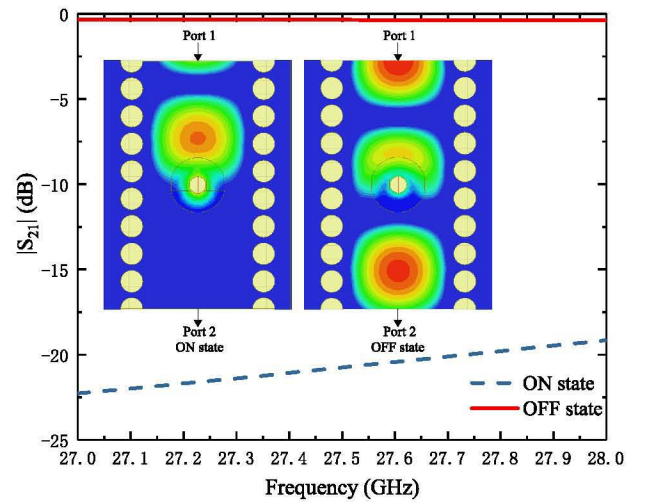 0
-5
-10
-15
-20
-25
|S21| (dB)
Port 1
Port 1
Port 2
ON state
Port 2
OFF state
ON state
OFF state
27.0 27.1 27.2 27.3 27.4 27.5 27.6 27.7 27.8 27.9 28.0
Frequency (GHz)